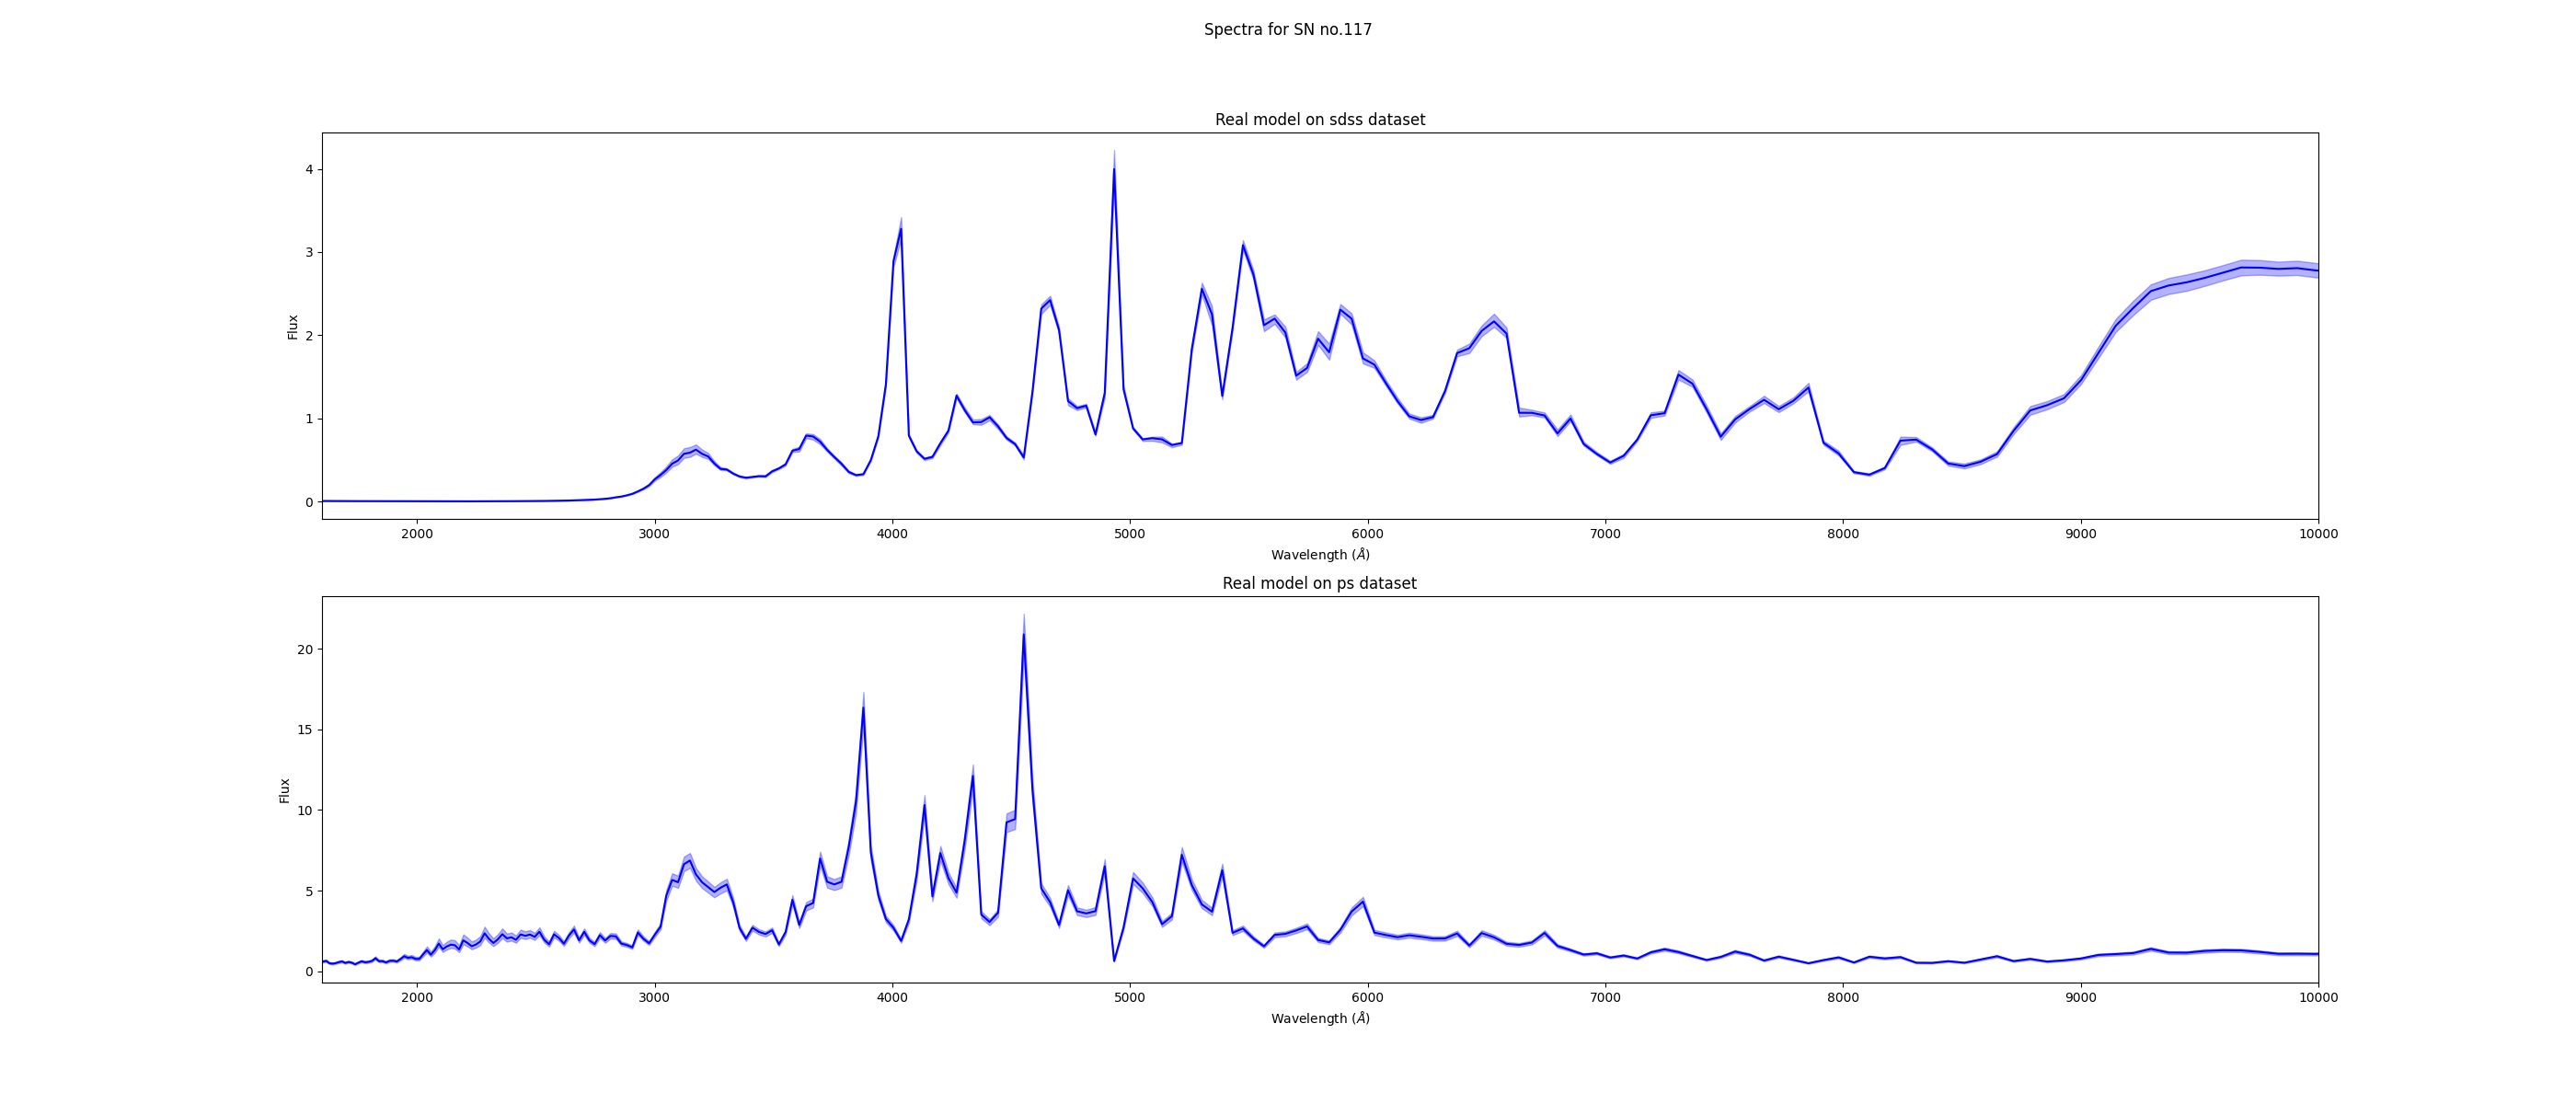 Spectra for SN no.117
Real model on sdss dataset
4
3
2
1
0
Flux
2000 3000 4000 5000 6000 7000 8000 9000 10000
Wavelength (Å)
Real model on ps dataset
20
15
10
5
0
Flux
2000 3000 4000 5000 6000 7000 8000 9000 10000
Wavelength (Å)